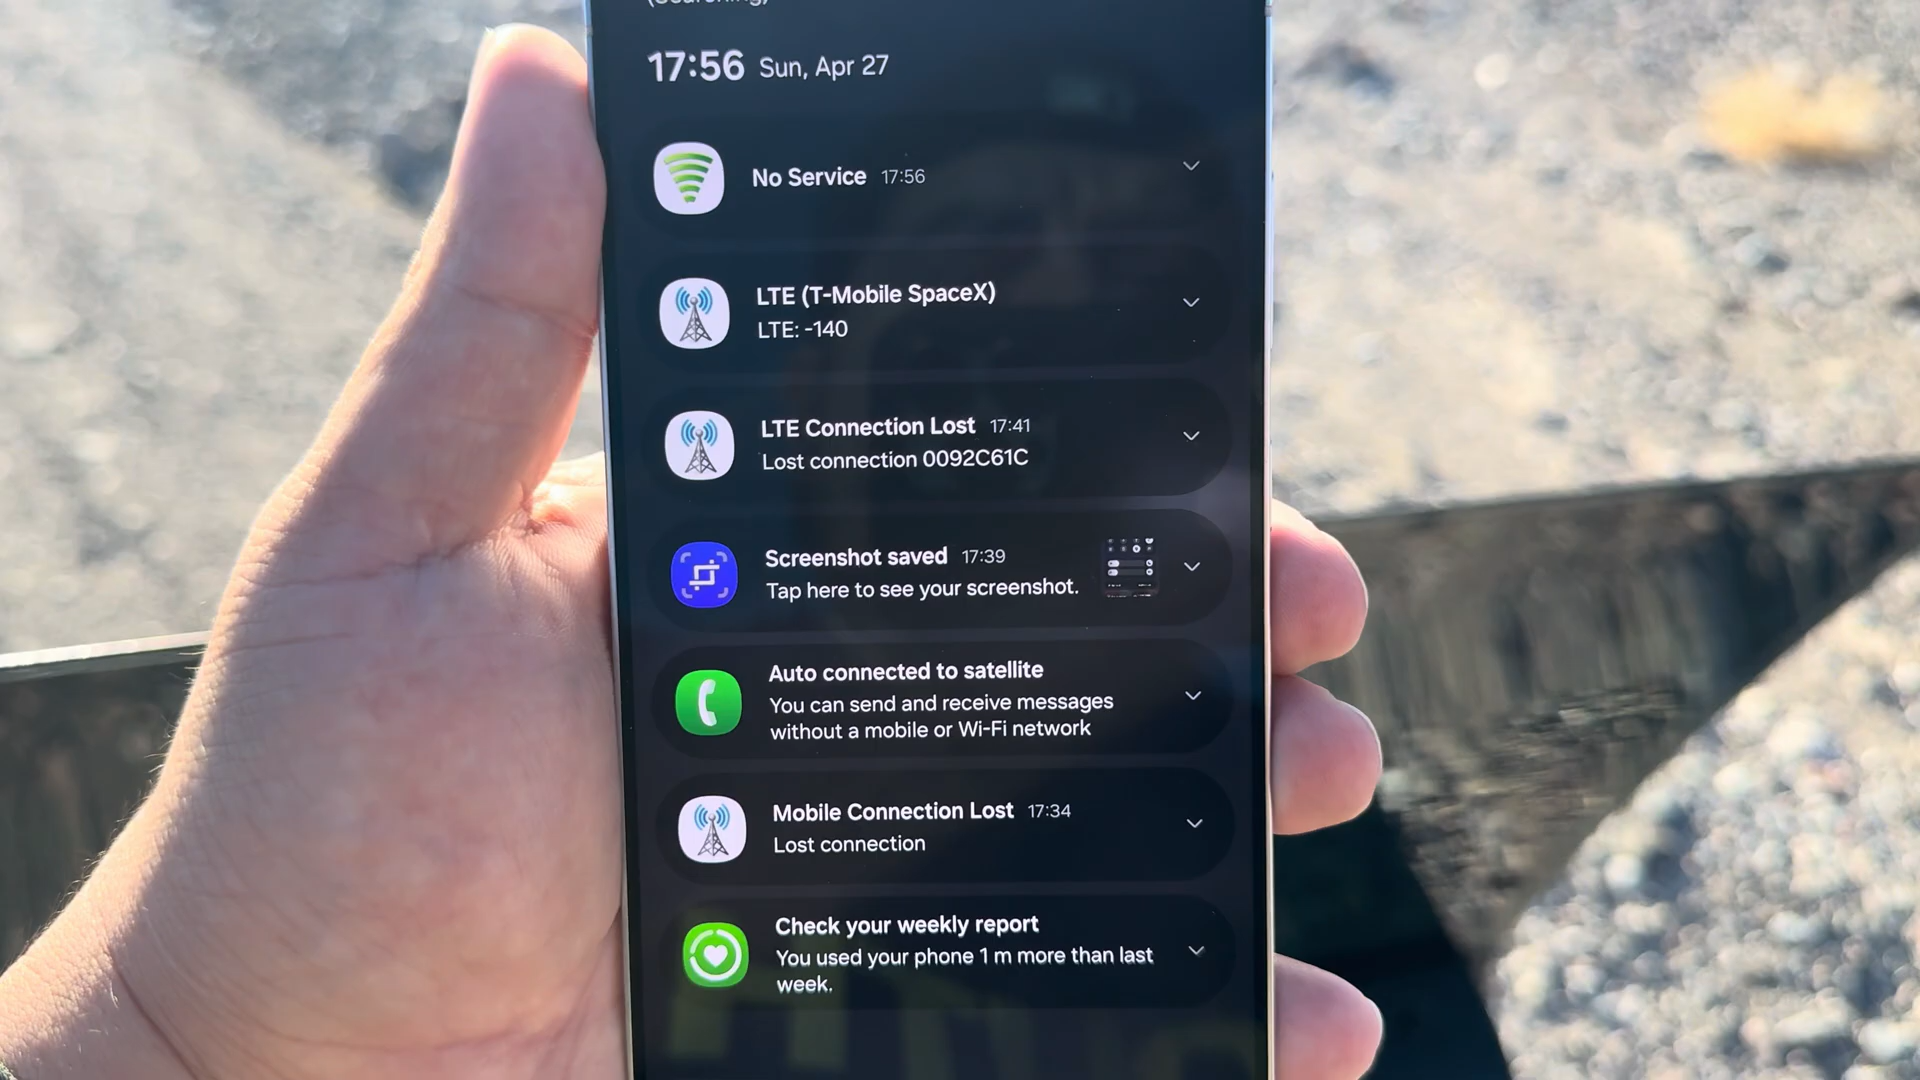 (Searching)
17:56 Sun, Apr 27
No Service 17:56
LTE (T-Mobile SpaceX)
LTE: -140
LTE Connection Lost 17:41
Lost connection 0092C61C
Screenshot saved 17:39
Tap here to see your screenshot.
Auto connected to satellite
You can send and receive messages
without a mobile or Wi-Fi network
Mobile Connection Lost 17:34
Lost connection
Check your weekly report
You used your phone 1 m more than last
week.